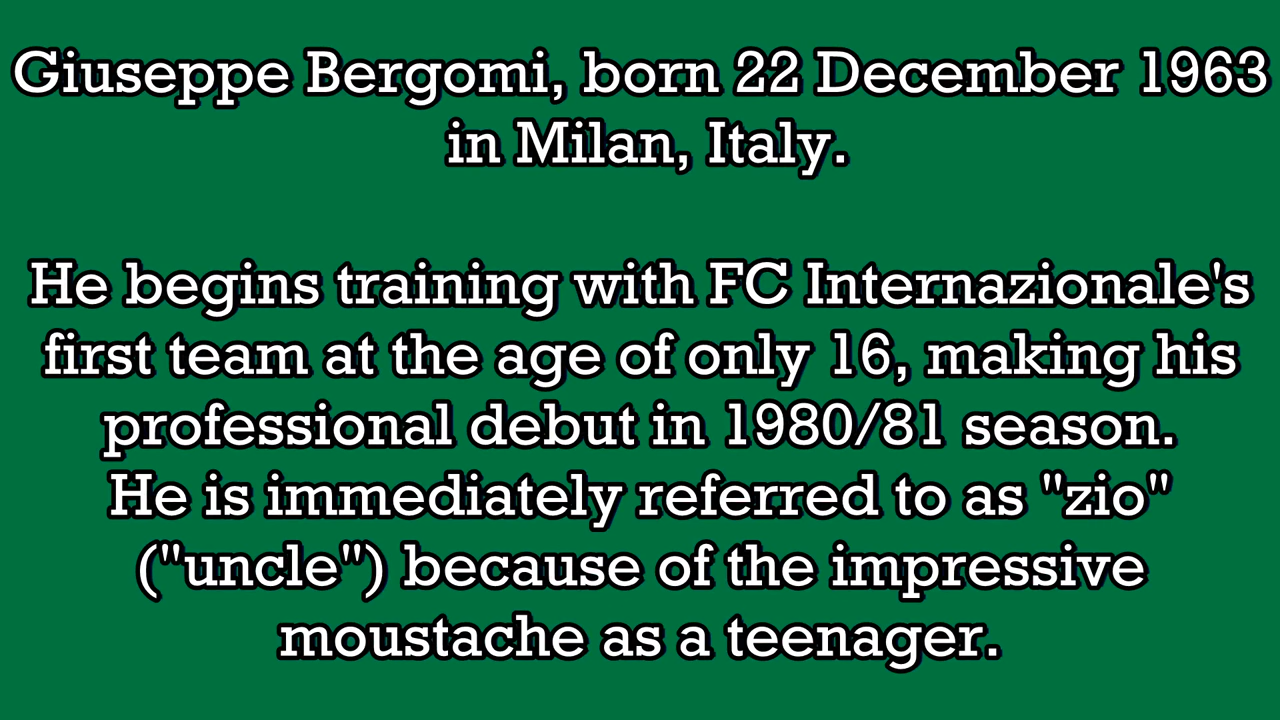 Giuseppe Bergomi, born 22 December 1963
in Milan, Italy.
He begins training with FC Internazionale's
first team at the age of only 16, making his
professional debut in 1980/81 season.
He is immediately referred to as "zio"
("uncle") because of the impressive
moustache as a teenager.